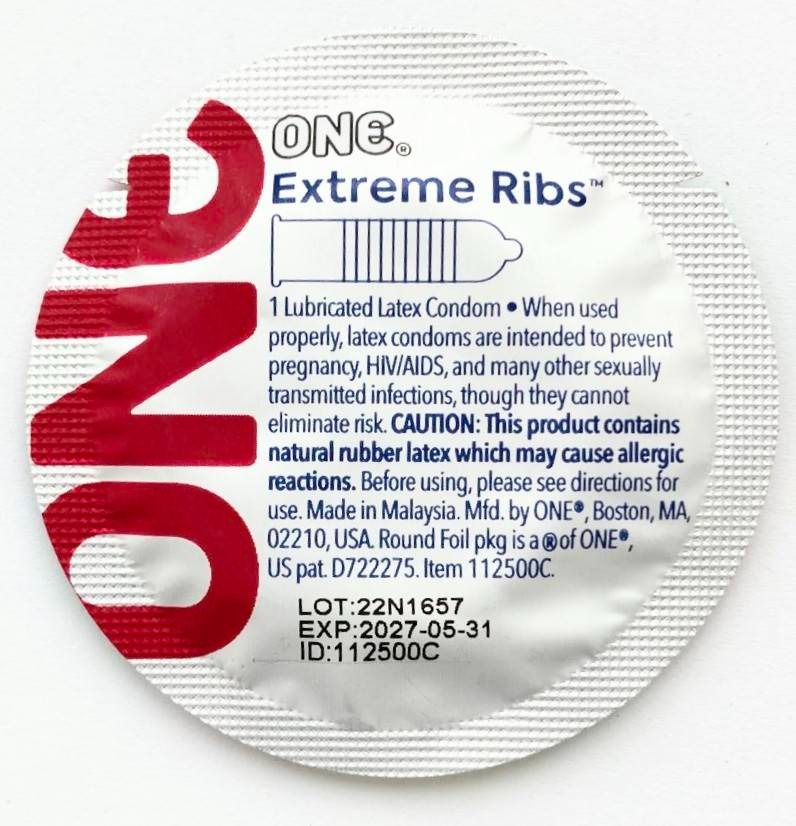 ONE
ONE®
Extreme Ribs™
1 Lubricated Latex Condom • When used
properly, latex condoms are intended to prevent
pregnancy, HIV/AIDS, and many other sexually
transmitted infections, though they cannot
eliminate risk. CAUTION: This product contains
natural rubber latex which may cause allergic
reactions. Before using, please see directions for
use. Made in Malaysia. Mfd. by ONE®, Boston, MA,
02210, USA. Round Foil pkg is a ® of ONE®,
US pat. D722275. Item 112500C.
LOT:22N1657
EXP:2027-05-31
ID:112500C